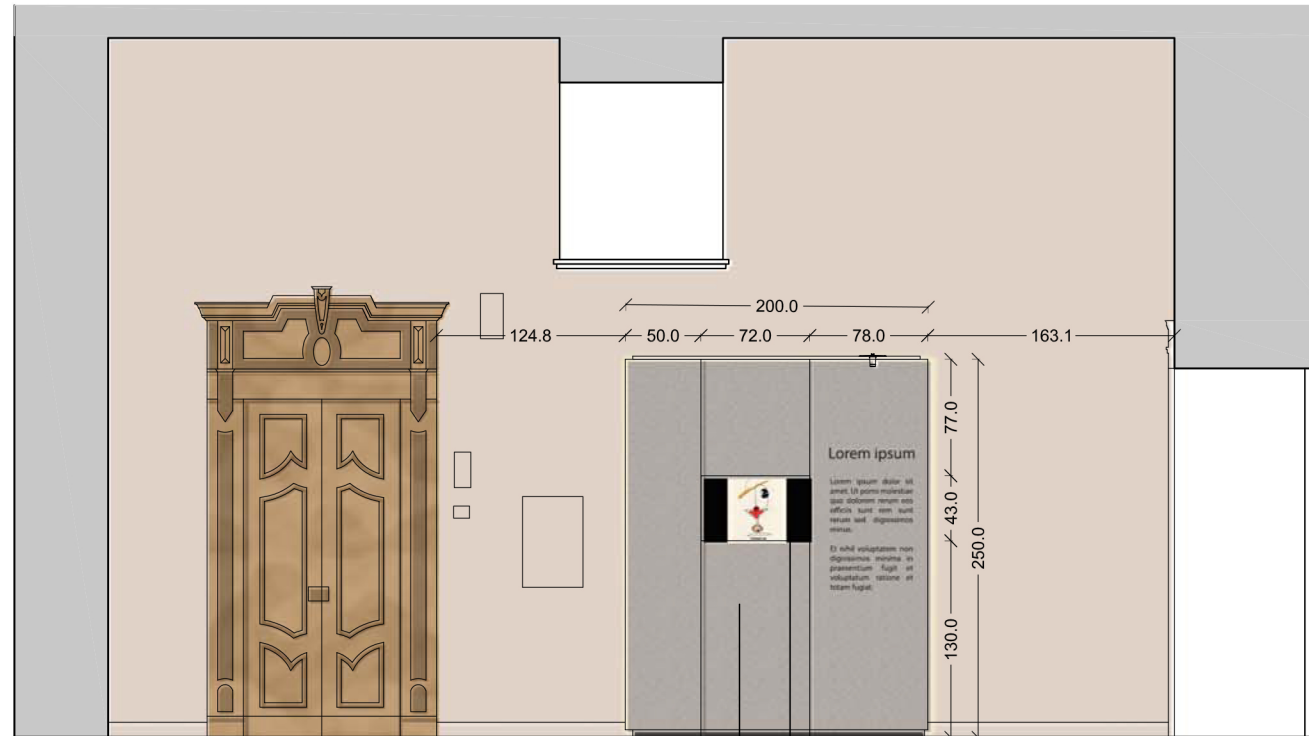 200.0
124.8
50.0
72.0
78.0
163.1
77.0
43.0
130.0
250.0
Lorem ipsum
Lorem ipsum dolor sit
amet. Ut porro molestiae
quo dolorem rerum eos
officiis sunt rem sunt
rerum sed dignissimos
minus.
Et nihil voluptatem non
dignissimos minima in
praesentium fugit et
voluptatum ratione et
totam fugiat.